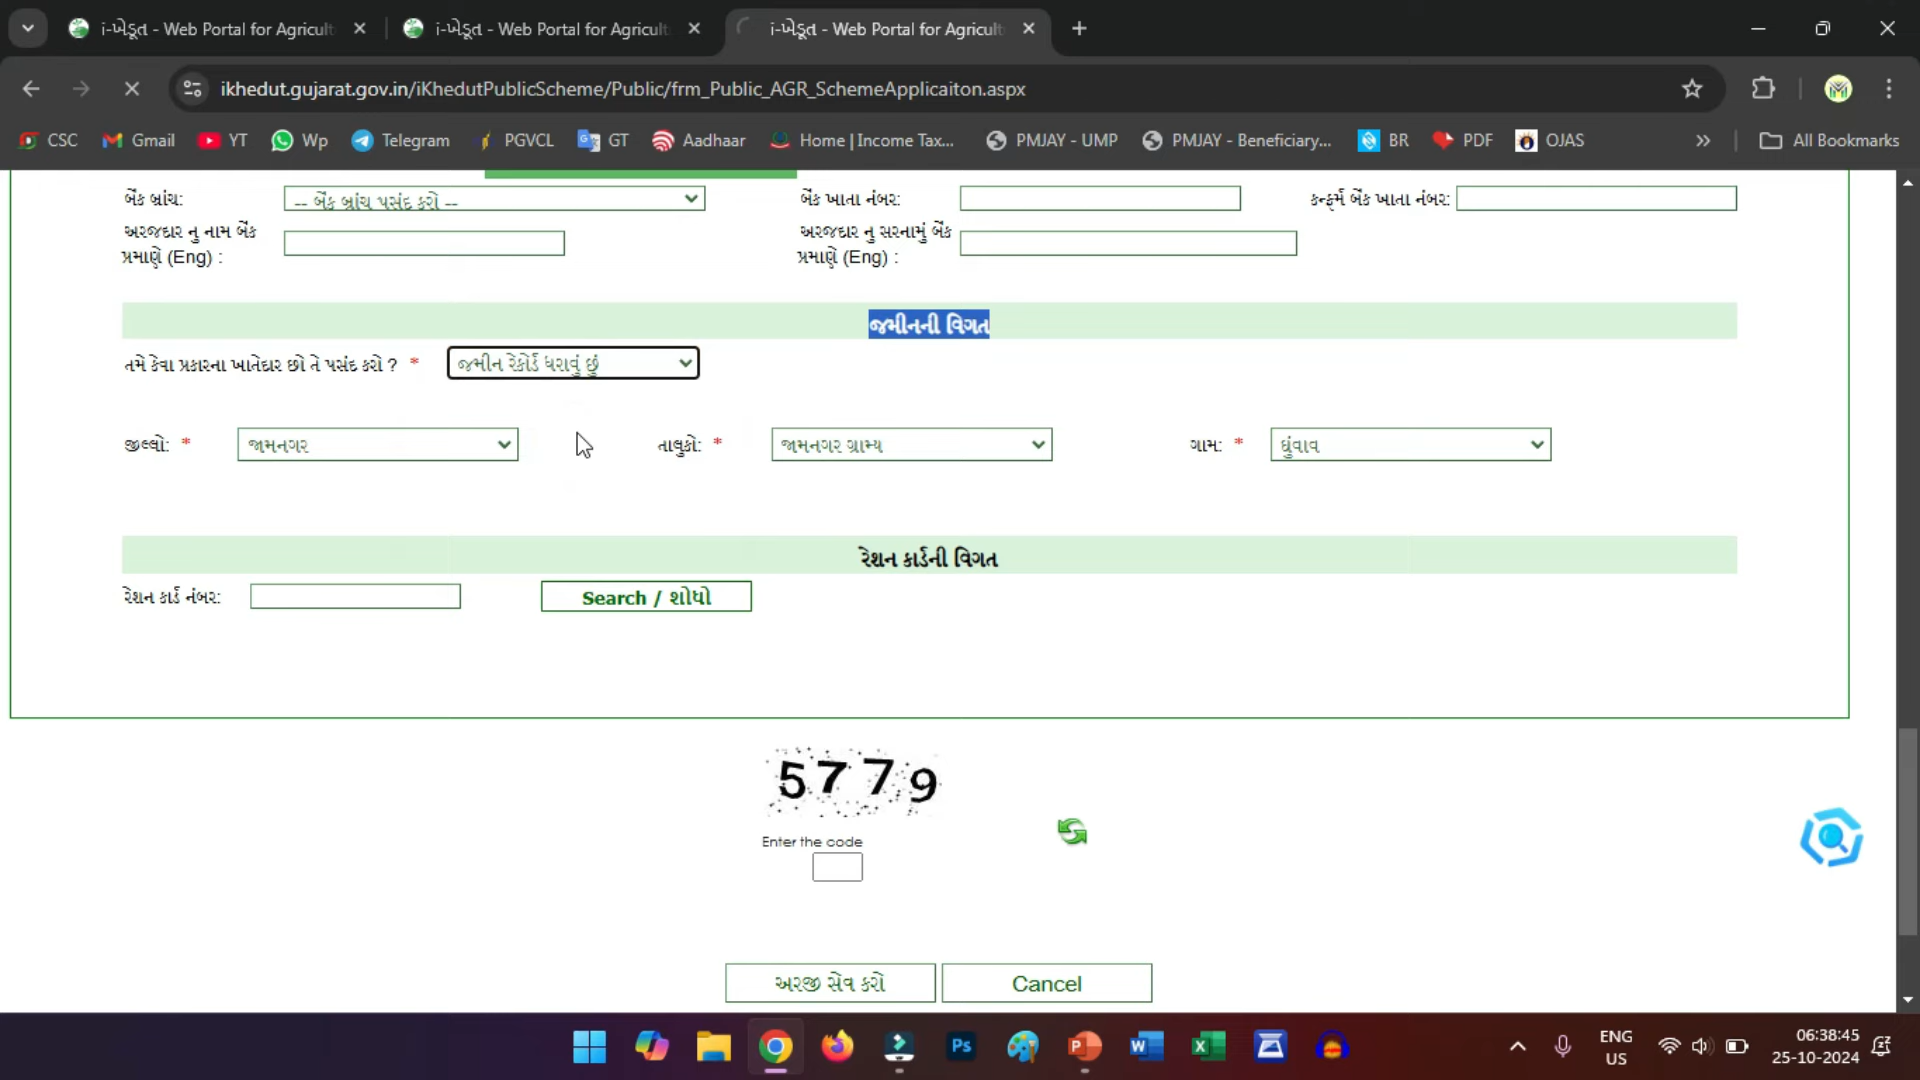 i-ખેડૂત - Web Portal for Agricult
i-ખેડૂત - Web Portal for Agricult
i-ખેડૂત - Web Portal for Agricult
ikhedut.gujarat.gov.in/iKhedutPublicScheme/Public/frm_Public_AGR_SchemeApplicaiton.aspx
CSC Gmail YT Wp Telegram PGVCL GT Aadhaar Home | Income Tax... PMJAY - UMP PMJAY - Beneficiary... BR PDF OJAS » All Bookmarks
બેંક બ્રાંચ: -- બેંક બ્રાંચ પસંદ કરો -- બેંક ખાતા નંબર: કન્ફર્મ બેંક ખાતા નંબર:
અરજદાર નુ નામ બેંક પ્રમાણે (Eng) :
અરજદાર નુ સરનામું બેંક પ્રમાણે (Eng) :
જમીનની વિગત
તમે કેવા પ્રકારના ખાતેદાર છો તે પસંદ કરો ? * જમીન રેકોર્ડ ધરાવું છું
જીલ્લો: * જામનગર તાલુકો: * જામનગર ગ્રામ્ય ગામ: * ધુંવાવ
રેશન કાર્ડની વિગત
રેશન કાર્ડ નંબર: Search / શોધો
5779
Enter the code
અરજી સેવ કરો Cancel
ENG
US
06:38:45
25-10-2024